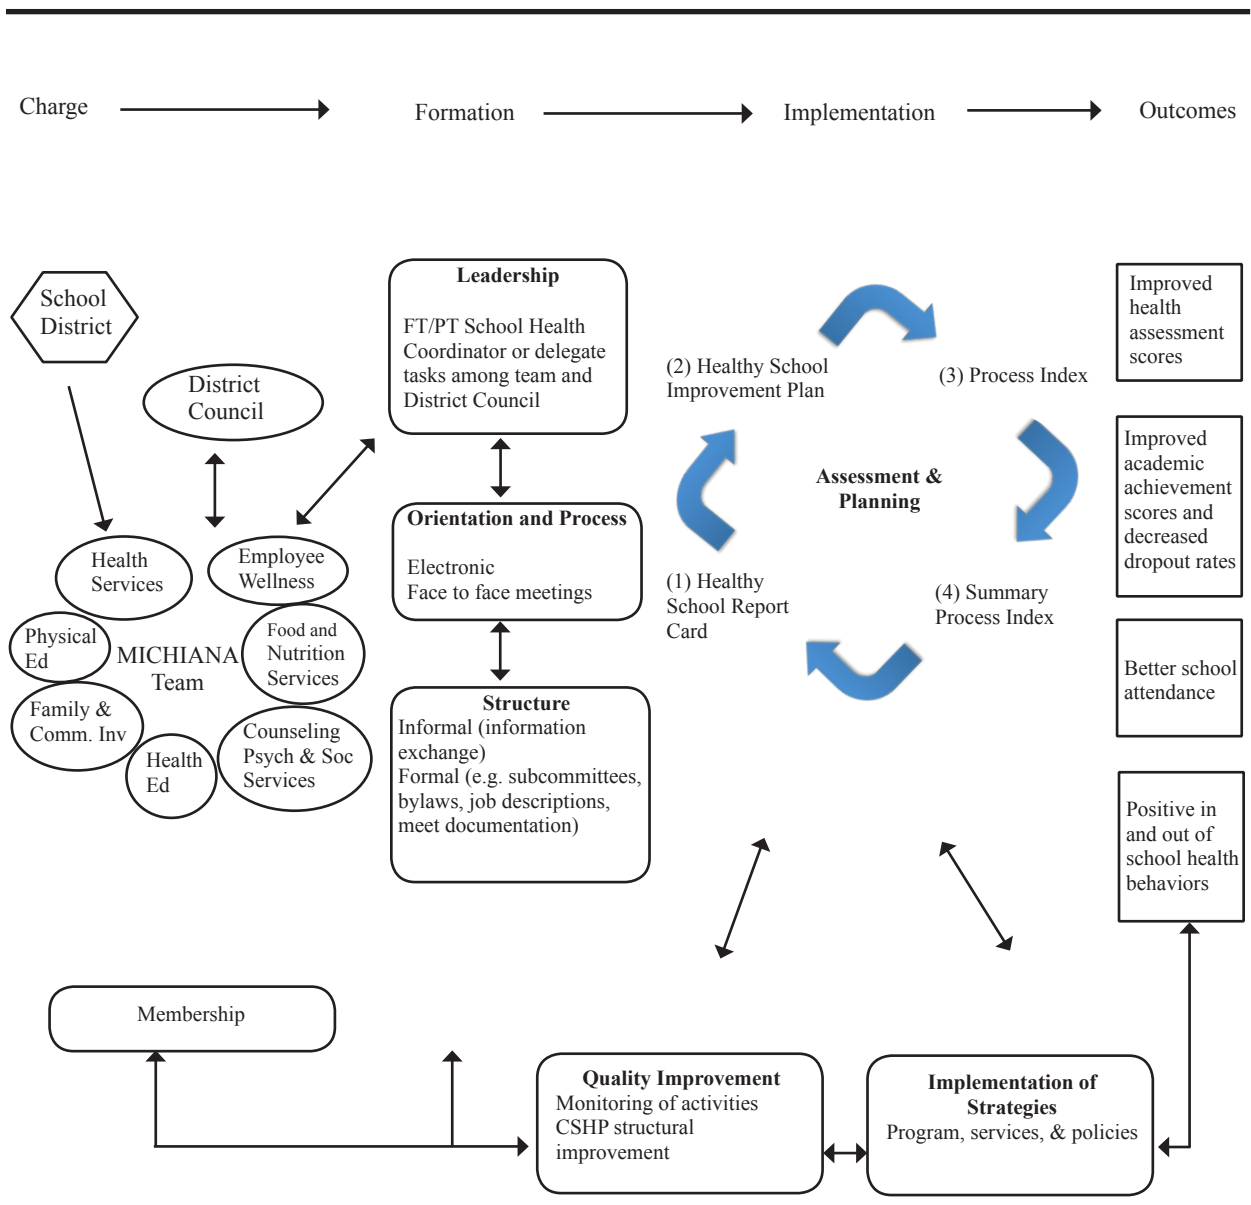 Charge
Formation
Implementation
Outcomes
School
District
District
Council
Health
Services
Employee
Wellness
Physical
Ed
MICHIANA
Team
Food and
Nutrition
Services
Family &
Comm. Inv
Health
Ed
Counseling
Psych & Soc
Services
Leadership
FT/PT School Health
Coordinator or delegate
tasks among team and
District Council
Orientation and Process
Electronic
Face to face meetings
Structure
Informal (information
exchange)
Formal (e.g. subcommittees,
bylaws, job descriptions,
meet documentation)
(2) Healthy School
Improvement Plan
(3) Process Index
Assessment &
Planning
(1) Healthy
School Report
Card
(4) Summary
Process Index
Improved
health
assessment
scores
Improved
academic
achievement
scores and
decreased
dropout rates
Better school
attendance
Positive in
and out of
school health
behaviors
Membership
Quality Improvement
Monitoring of activities
CSHP structural
improvement
Implementation of
Strategies
Program, services, & policies